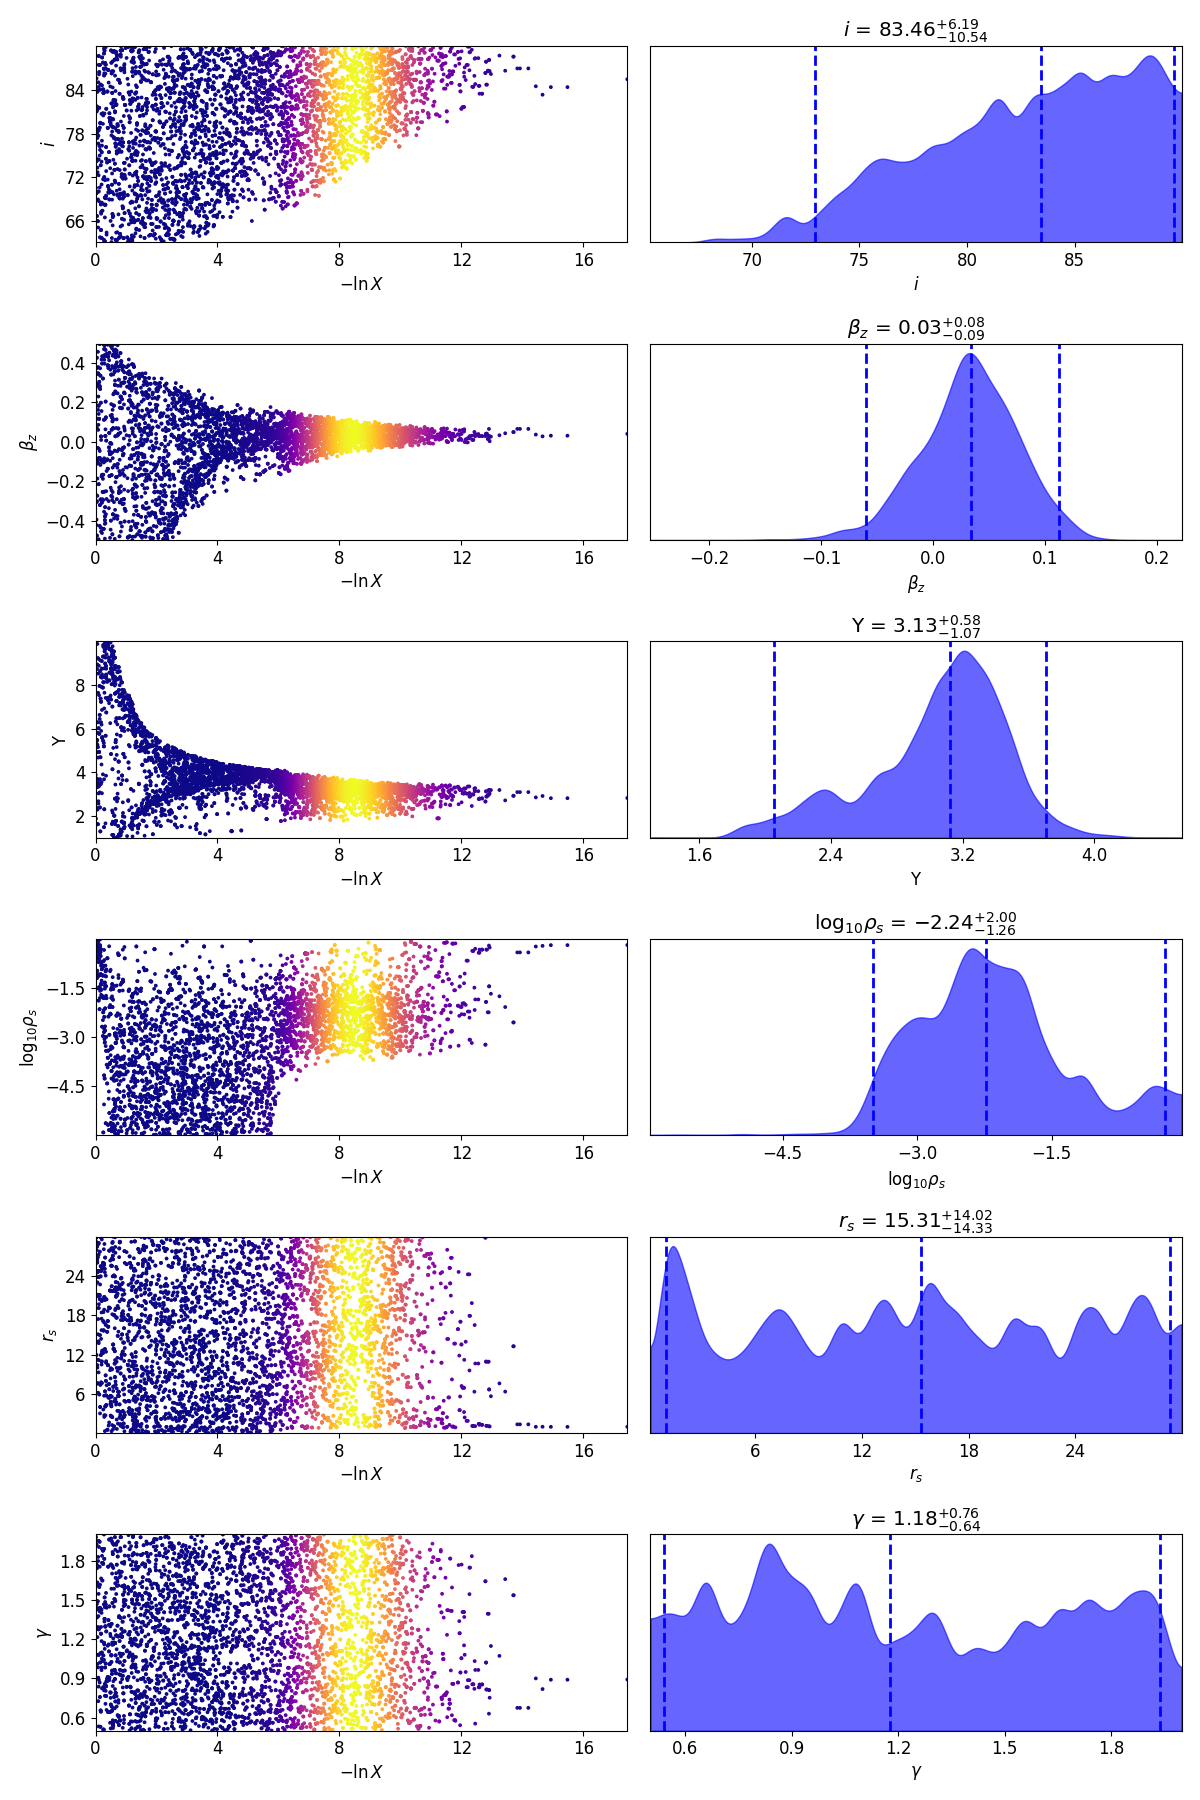 i = 83.46 +6.19 −10.54
84
78
72
66
i
0 4 8 12 16
−ln X
70 75 80 85
i
βz = 0.03 +0.08 −0.09
0.4
0.2
0.0
−0.2
−0.4
βz
0 4 8 12 16
−ln X
−0.2 −0.1 0.0 0.1 0.2
βz
Y = 3.13 +0.58 −1.07
8
6
4
2
Y
0 4 8 12 16
−ln X
1.6 2.4 3.2 4.0
Y
log10ρs = −2.24 +2.00 −1.26
−1.5
−3.0
−4.5
log10ρs
0 4 8 12 16
−ln X
−4.5 −3.0 −1.5
log10ρs
rs = 15.31 +14.02 −14.33
24
18
12
6
rs
0 4 8 12 16
−ln X
6 12 18 24
rs
γ = 1.18 +0.76 −0.64
1.8
1.5
1.2
0.9
0.6
γ
0 4 8 12 16
−ln X
0.6 0.9 1.2 1.5 1.8
γ